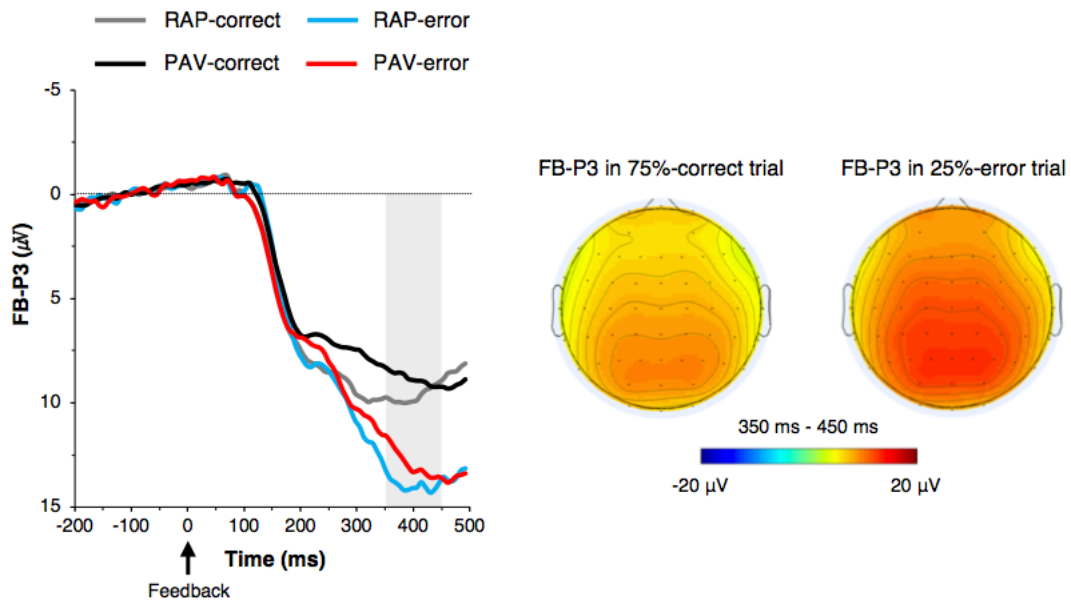 RAP-correct RAP-error
PAV-correct PAV-error
-5
0
5
10
15
FB-P3 (μV)
-200 -100 0 100 200 300 400 500
Time (ms)
Feedback
FB-P3 in 75%-correct trial FB-P3 in 25%-error trial
350 ms - 450 ms
-20 μV 20 μV